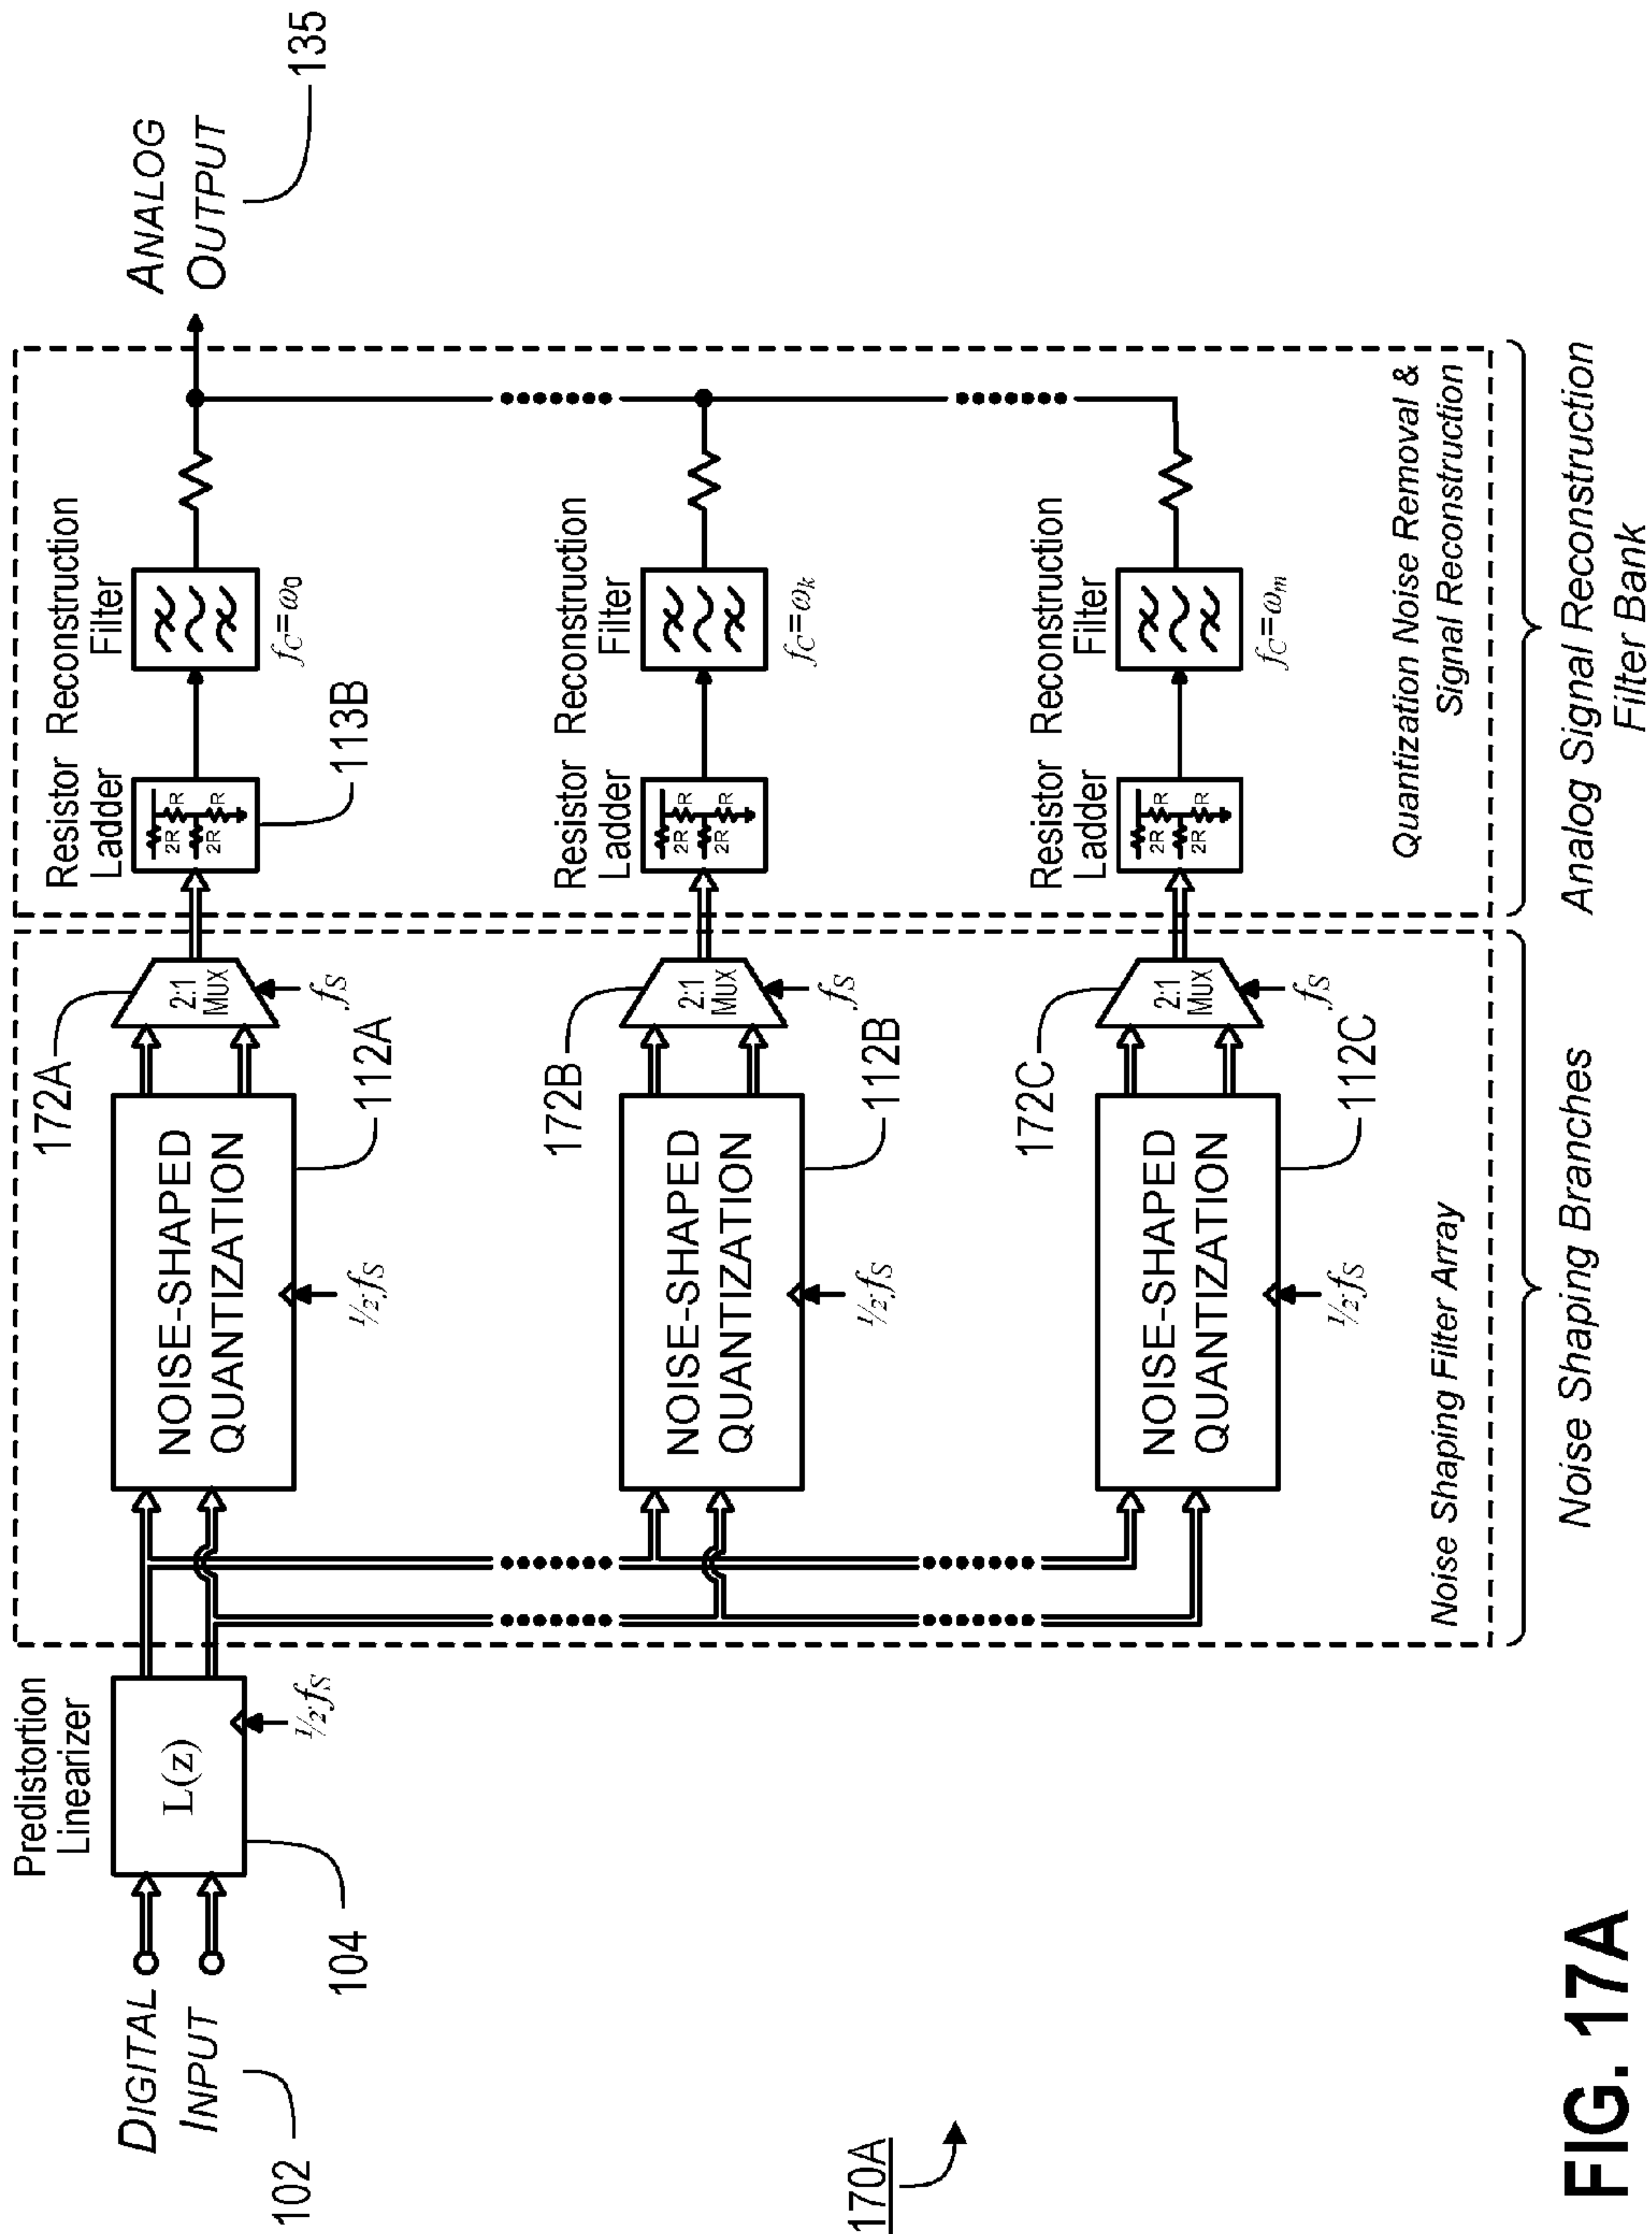 Predistortion
Linearizer
DIGITAL
INPUT
102
L(z)
½·fS
104
172A
NOISE-SHAPED
QUANTIZATION
½·fS
112A
2:1
MUX
fS
Resistor
Ladder
2R
R
2R
R
113B
Reconstruction
Filter
fC=ω0
ANALOG
OUTPUT
135
172B
NOISE-SHAPED
QUANTIZATION
½·fS
112B
2:1
MUX
fS
Resistor
Ladder
2R
R
2R
R
Reconstruction
Filter
fC=ωk
172C
NOISE-SHAPED
QUANTIZATION
½·fS
112C
2:1
MUX
fS
Resistor
Ladder
2R
R
2R
R
Reconstruction
Filter
fC=ωm
Noise Shaping Filter Array
Quantization Noise Removal &
Signal Reconstruction
Noise Shaping Branches
Analog Signal Reconstruction
Filter Bank
170A
FIG. 17A